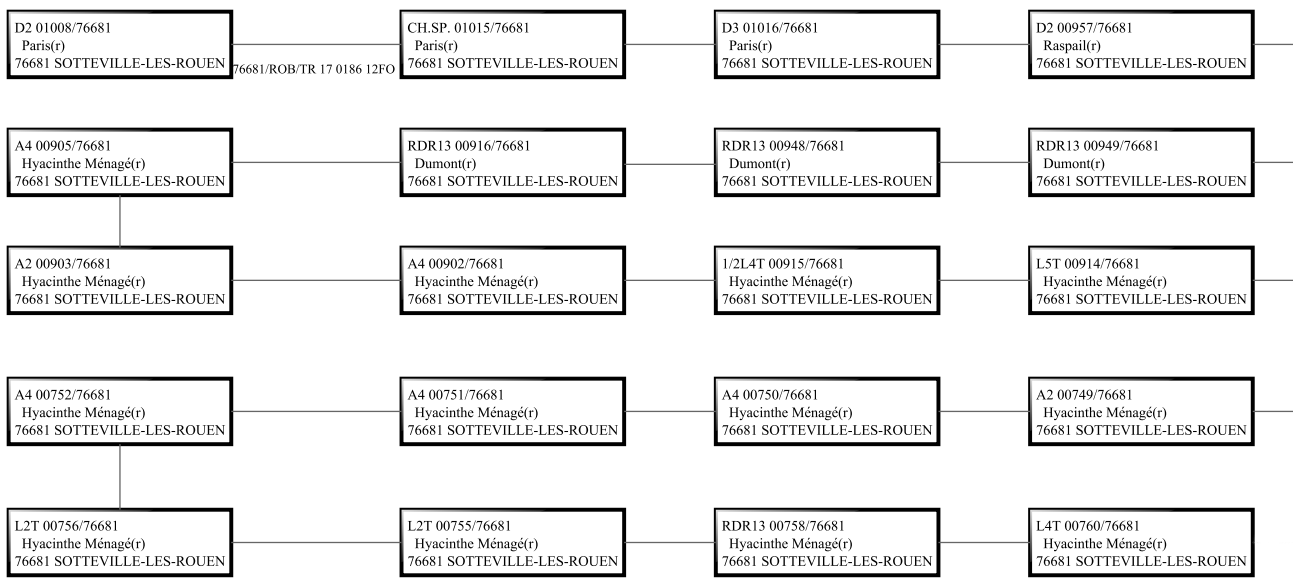 D2 01008/76681
Paris(r)
76681 SOTTEVILLE-LES-ROUEN
76681/ROB/TR 17 0186 12FO
CH.SP. 01015/76681
Paris(r)
76681 SOTTEVILLE-LES-ROUEN
D3 01016/76681
Paris(r)
76681 SOTTEVILLE-LES-ROUEN
D2 00957/76681
Raspail(r)
76681 SOTTEVILLE-LES-ROUEN
A4 00905/76681
Hyacinthe Ménagé(r)
76681 SOTTEVILLE-LES-ROUEN
RDR13 00916/76681
Dumont(r)
76681 SOTTEVILLE-LES-ROUEN
RDR13 00948/76681
Dumont(r)
76681 SOTTEVILLE-LES-ROUEN
RDR13 00949/76681
Dumont(r)
76681 SOTTEVILLE-LES-ROUEN
A2 00903/76681
Hyacinthe Ménagé(r)
76681 SOTTEVILLE-LES-ROUEN
A4 00902/76681
Hyacinthe Ménagé(r)
76681 SOTTEVILLE-LES-ROUEN
1/2L4T 00915/76681
Hyacinthe Ménagé(r)
76681 SOTTEVILLE-LES-ROUEN
L5T 00914/76681
Hyacinthe Ménagé(r)
76681 SOTTEVILLE-LES-ROUEN
A4 00752/76681
Hyacinthe Ménagé(r)
76681 SOTTEVILLE-LES-ROUEN
A4 00751/76681
Hyacinthe Ménagé(r)
76681 SOTTEVILLE-LES-ROUEN
A4 00750/76681
Hyacinthe Ménagé(r)
76681 SOTTEVILLE-LES-ROUEN
A2 00749/76681
Hyacinthe Ménagé(r)
76681 SOTTEVILLE-LES-ROUEN
L2T 00756/76681
Hyacinthe Ménagé(r)
76681 SOTTEVILLE-LES-ROUEN
L2T 00755/76681
Hyacinthe Ménagé(r)
76681 SOTTEVILLE-LES-ROUEN
RDR13 00758/76681
Hyacinthe Ménagé(r)
76681 SOTTEVILLE-LES-ROUEN
L4T 00760/76681
Hyacinthe Ménagé(r)
76681 SOTTEVILLE-LES-ROUEN